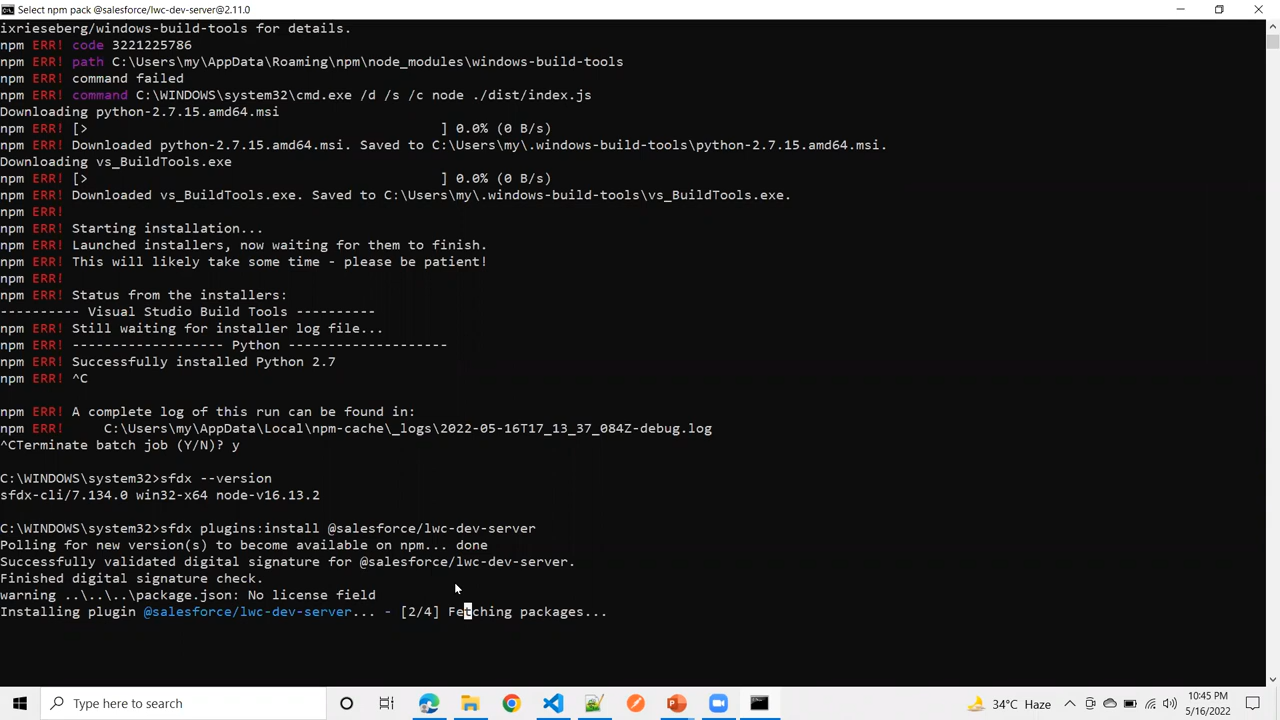 Select npm pack @salesforce/lwc-dev-server@2.11.0
ixrieseberg/windows-build-tools for details.
npm ERR! code 3221225786
npm ERR! path C:\Users\my\AppData\Roaming\npm\node_modules\windows-build-tools
npm ERR! command failed
npm ERR! command C:\WINDOWS\system32\cmd.exe /d /s /c node ./dist/index.js
Downloading python-2.7.15.amd64.msi
npm ERR! [> ] 0.0% (0 B/s)
npm ERR! Downloaded python-2.7.15.amd64.msi. Saved to C:\Users\my\.windows-build-tools\python-2.7.15.amd64.msi.
Downloading vs_BuildTools.exe
npm ERR! [> ] 0.0% (0 B/s)
npm ERR! Downloaded vs_BuildTools.exe. Saved to C:\Users\my\.windows-build-tools\vs_BuildTools.exe.
npm ERR!
npm ERR! Starting installation...
npm ERR! Launched installers, now waiting for them to finish.
npm ERR! This will likely take some time - please be patient!
npm ERR!
npm ERR! Status from the installers:
---------- Visual Studio Build Tools ----------
npm ERR! Still waiting for installer log file...
npm ERR! ------------------- Python --------------------
npm ERR! Successfully installed Python 2.7
npm ERR! ^C
npm ERR! A complete log of this run can be found in:
npm ERR!     C:\Users\my\AppData\Local\npm-cache\_logs\2022-05-16T17_13_37_084Z-debug.log
^CTerminate batch job (Y/N)? y
C:\WINDOWS\system32>sfdx --version
sfdx-cli/7.134.0 win32-x64 node-v16.13.2
C:\WINDOWS\system32>sfdx plugins:install @salesforce/lwc-dev-server
Polling for new version(s) to become available on npm... done
Successfully validated digital signature for @salesforce/lwc-dev-server.
Finished digital signature check.
warning ..\..\..\package.json: No license field
Installing plugin @salesforce/lwc-dev-server... - [2/4] Fetching packages...
Type here to search
34°C Haze
10:45 PM
5/16/2022